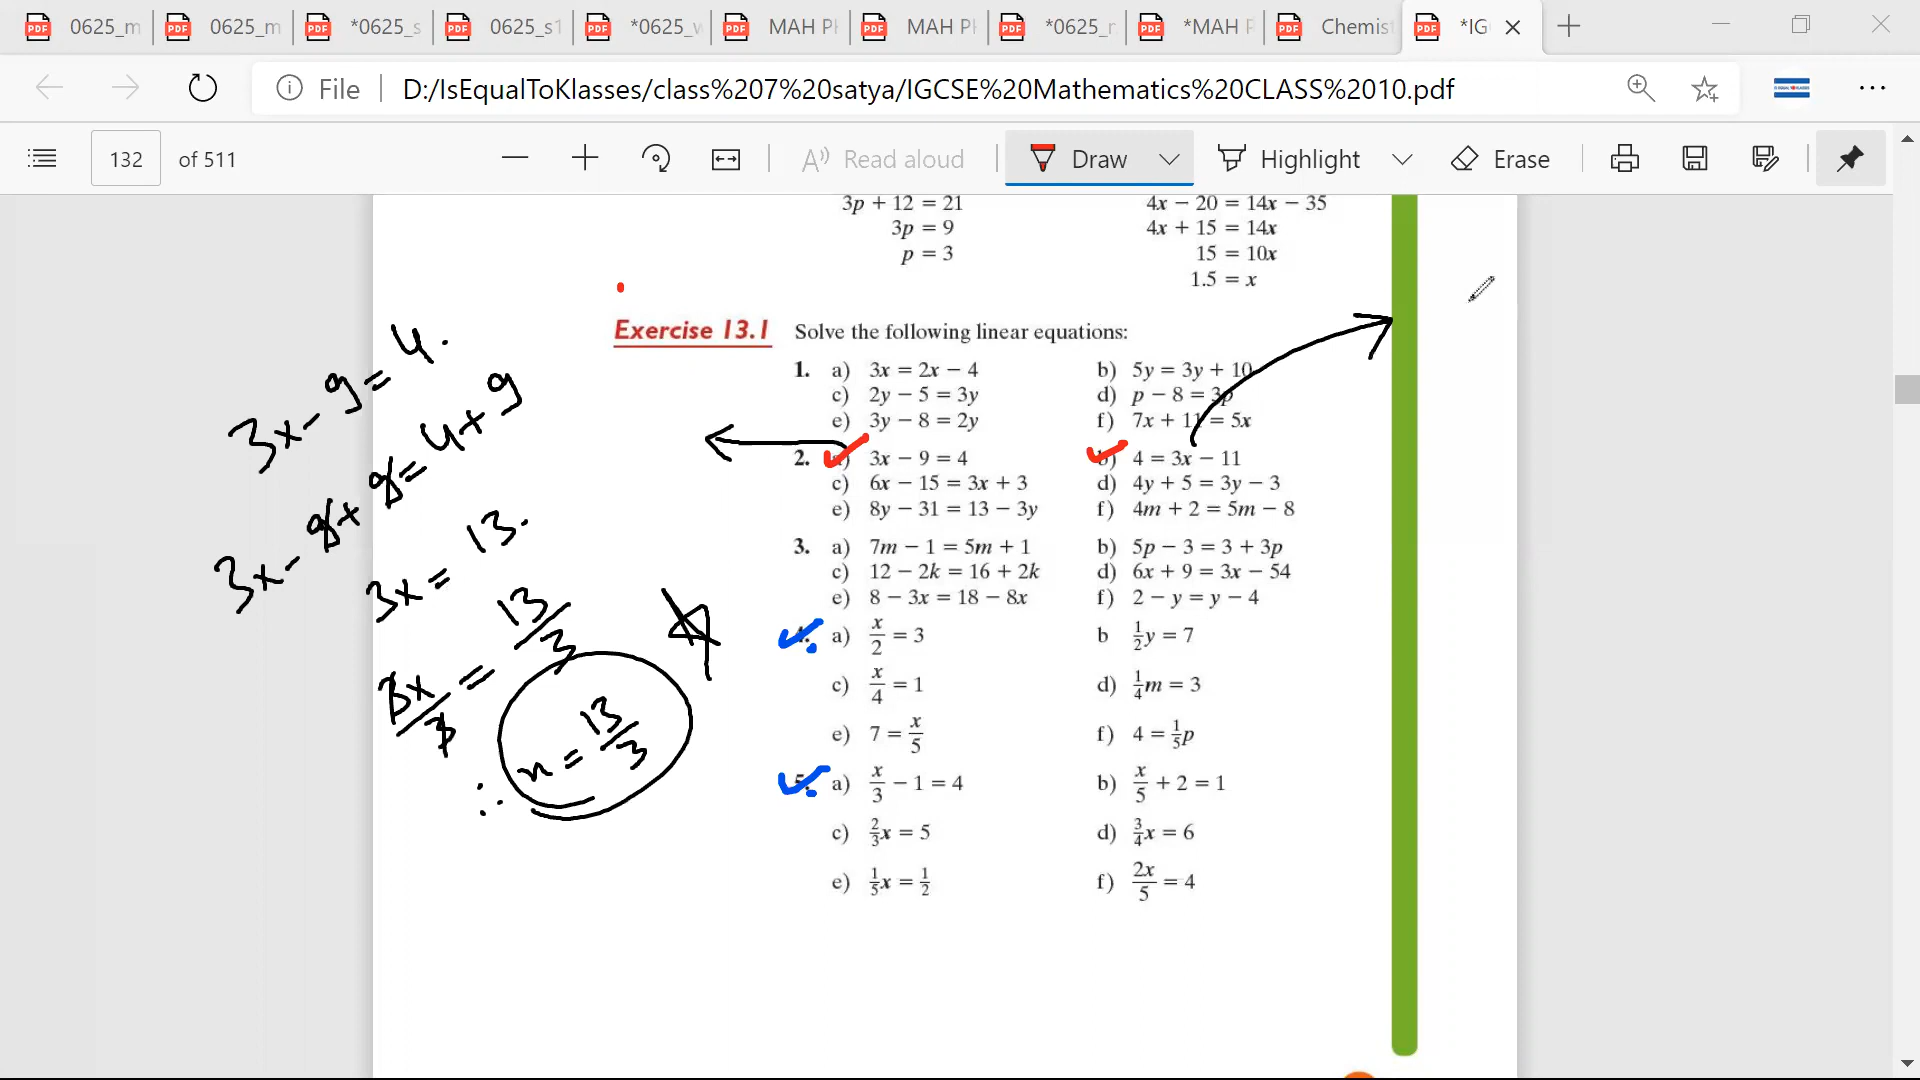 0625_m
0625_m
*0625_s
0625_s1
*0625_w
MAH PH
MAH PH
*0625_r
*MAH P
Chemist
*IG
File
D:/IsEqualToKlasses/class%207%20satya/IGCSE%20Mathematics%20CLASS%2010.pdf
132
of 511
Read aloud
Draw
Highlight
Erase
3p + 12 = 21
3p = 9
p = 3
4x − 20 = 14x − 35
4x + 15 = 14x
15 = 10x
1.5 = x
Exercise 13.1
Solve the following linear equations:
1. a) 3x = 2x − 4
b) 5y = 3y + 10
c) 2y − 5 = 3y
d) p − 8 = 3p
e) 3y − 8 = 2y
f) 7x + 11 = 5x
2. a) 3x − 9 = 4
b) 4 = 3x − 11
c) 6x − 15 = 3x + 3
d) 4y + 5 = 3y − 3
e) 8y − 31 = 13 − 3y
f) 4m + 2 = 5m − 8
3. a) 7m − 1 = 5m + 1
b) 5p − 3 = 3 + 3p
c) 12 − 2k = 16 + 2k
d) 6x + 9 = 3x − 54
e) 8 − 3x = 18 − 8x
f) 2 − y = y − 4
4. a) x/2 = 3
b 1/2y = 7
c) x/4 = 1
d) 1/4m = 3
e) 7 = x/5
f) 4 = 1/5p
5. a) x/3 − 1 = 4
b) x/5 + 2 = 1
c) 2/3x = 5
d) 3/4x = 6
e) 1/5x = 1/2
f) 2x/5 = 4
3x − 9 = 4.
3x − 9 + 9 = 4 + 9
3x = 13.
3x/3 = 13/3
∴ x = 13/3